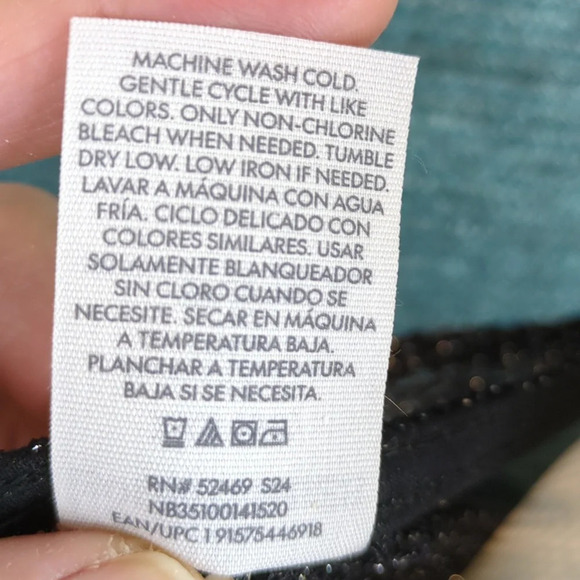 MACHINE WASH COLD.
GENTLE CYCLE WITH LIKE
COLORS. ONLY NON-CHLORINE
BLEACH WHEN NEEDED. TUMBLE
DRY LOW. LOW IRON IF NEEDED.
LAVAR A MÁQUINA CON AGUA
FRÍA. CICLO DELICADO CON
COLORES SIMILARES. USAR
SOLAMENTE BLANQUEADOR
SIN CLORO CUANDO SE
NECESITE. SECAR EN MÁQUINA
A TEMPERATURA BAJA.
PLANCHAR A TEMPERATURA
BAJA SI SE NECESITA.
RN# 52469 S24
NB35100141520
EAN/UPC 191575446918